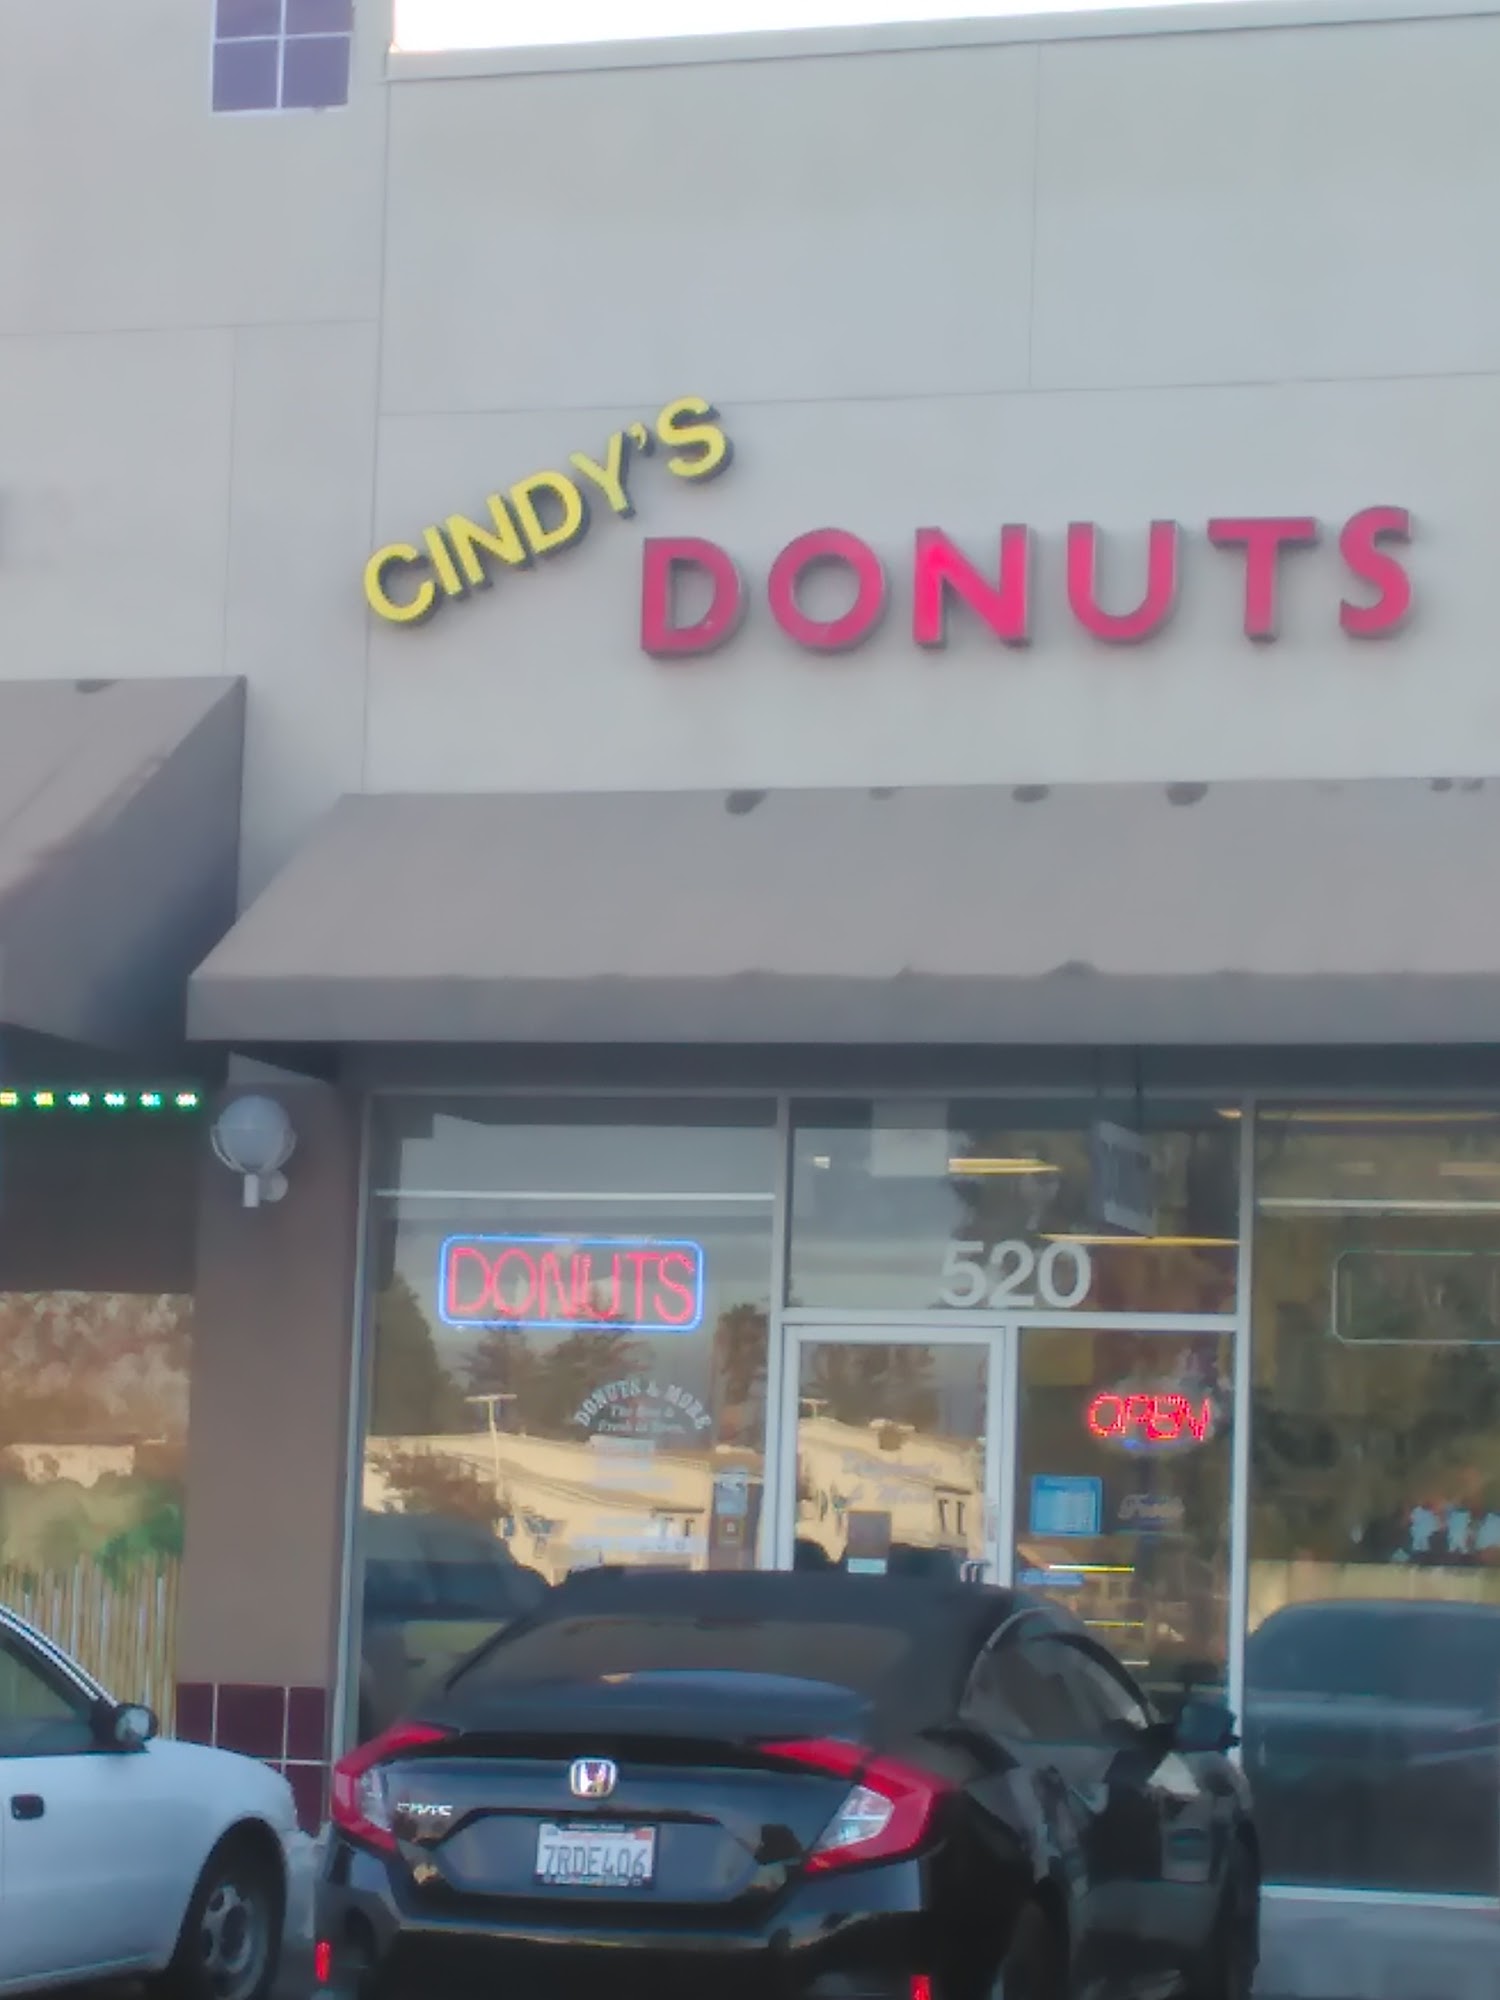 CINDY'S
DONUTS
DONUTS
520
DONUTS & MORE
OPEN
CIVIC
7RDE406